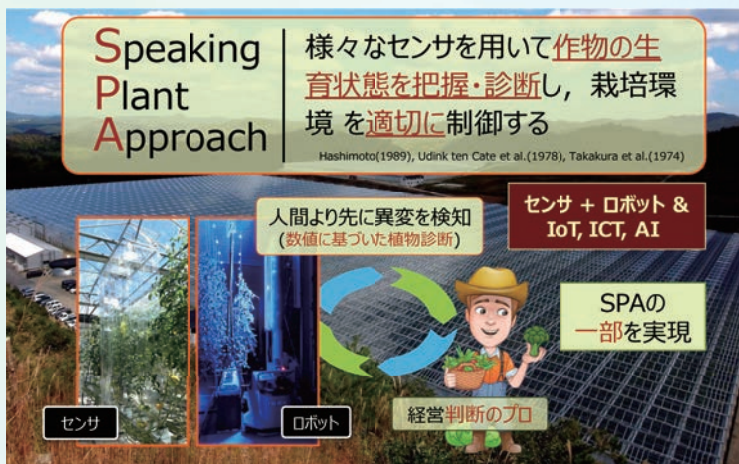 Speaking
Plant
Approach
様々なセンサを用いて作物の生
育状態を把握・診断し，栽培環
境 を適切に制御する
Hashimoto(1989), Udink ten Cate et al.(1978), Takakura et al.(1974)
人間より先に異変を検知
(数値に基づいた植物診断)
センサ + ロボット &
IoT, ICT, AI
SPAの
一部を実現
センサ
ロボット
経営判断のプロ